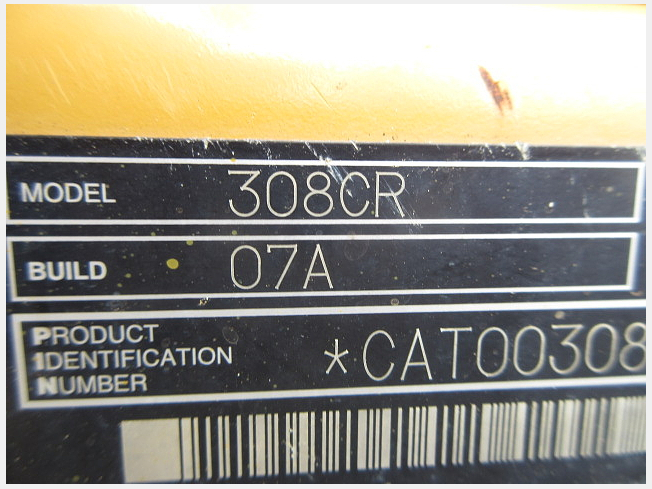 MODEL 308CR
BUILD 07A
PRODUCT
IDENTIFICATION *CAT00308
NUMBER